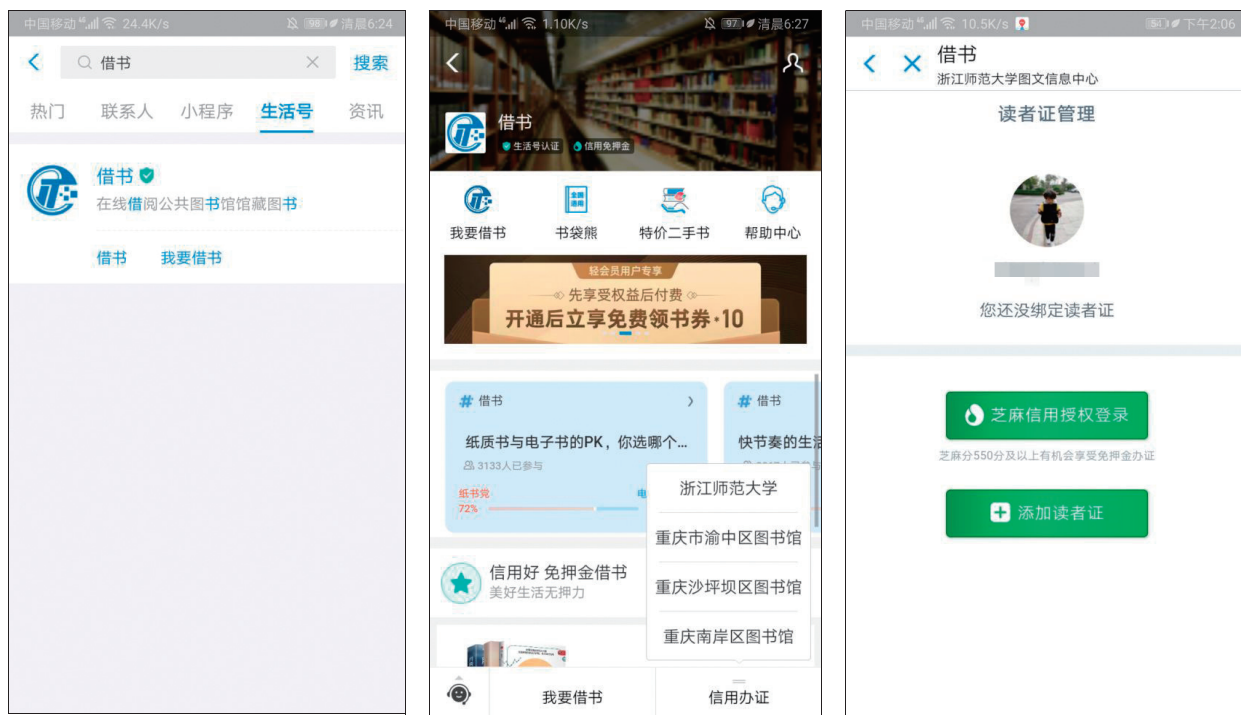 中国移动 4G 24.4K/s 98 清晨6:24
借书 搜索
热门 联系人 小程序 生活号 资讯
借书
在线借阅公共图书馆馆藏图书
借书 我要借书
中国移动 4G 1.10K/s 97 清晨6:27
借书
生活号认证 信用免押金
全国通用
我要借书 书袋熊 特价二手书 帮助中心
轻会员用户专享
先享受权益后付费
开通后立享免费领书券·10
# 借书 # 借书
纸质书与电子书的PK，你选哪个... 快节奏的生活
3133人已参与
纸书党 电
72%
信用好 免押金借书
美好生活无押力
浙江师范大学
重庆市渝中区图书馆
重庆沙坪坝区图书馆
重庆南岸区图书馆
我要借书 信用办证
中国移动 4G 10.5K/s 下午2:06
借书
浙江师范大学图文信息中心
读者证管理
您还没绑定读者证
芝麻信用授权登录
芝麻分550分及以上有机会享受免押金办证
添加读者证